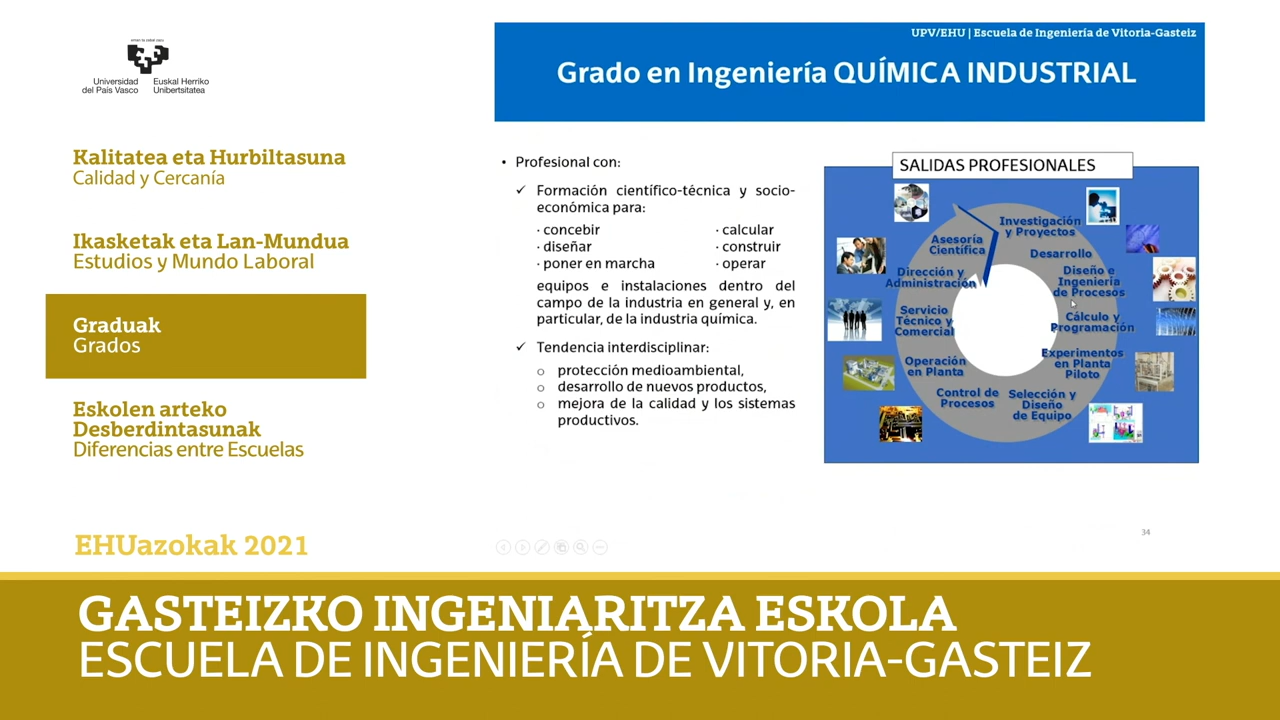 eman ta zabal zazu
Universidad
del País Vasco
Euskal Herriko
Unibertsitatea
Kalitatea eta Hurbiltasuna
Calidad y Cercanía
Ikasketak eta Lan-Mundua
Estudios y Mundo Laboral
Graduak
Grados
Eskolen arteko
Desberdintasunak
Diferencias entre Escuelas
EHUazokak 2021
UPV/EHU | Escuela de Ingeniería de Vitoria-Gasteiz
Grado en Ingeniería QUÍMICA INDUSTRIAL
• Profesional con:
✓ Formación científico-técnica y socio-
económica para:
· concebir · calcular
· diseñar · construir
· poner en marcha · operar
equipos e instalaciones dentro del
campo de la industria en general y, en
particular, de la industria química.
✓ Tendencia interdisciplinar:
o protección medioambiental,
o desarrollo de nuevos productos,
o mejora de la calidad y los sistemas
productivos.
SALIDAS PROFESIONALES
Investigación
y Proyectos
Desarrollo
Diseño e
Ingeniería
de Procesos
Cálculo y
Programación
Experimentos
en Planta
Piloto
Selección y
Diseño
de Equipo
Control de
Procesos
Operación
en Planta
Servicio
Técnico y
Comercial
Dirección y
Administración
Asesoría
Científica
34
GASTEIZKO INGENIARITZA ESKOLA
ESCUELA DE INGENIERÍA DE VITORIA-GASTEIZ